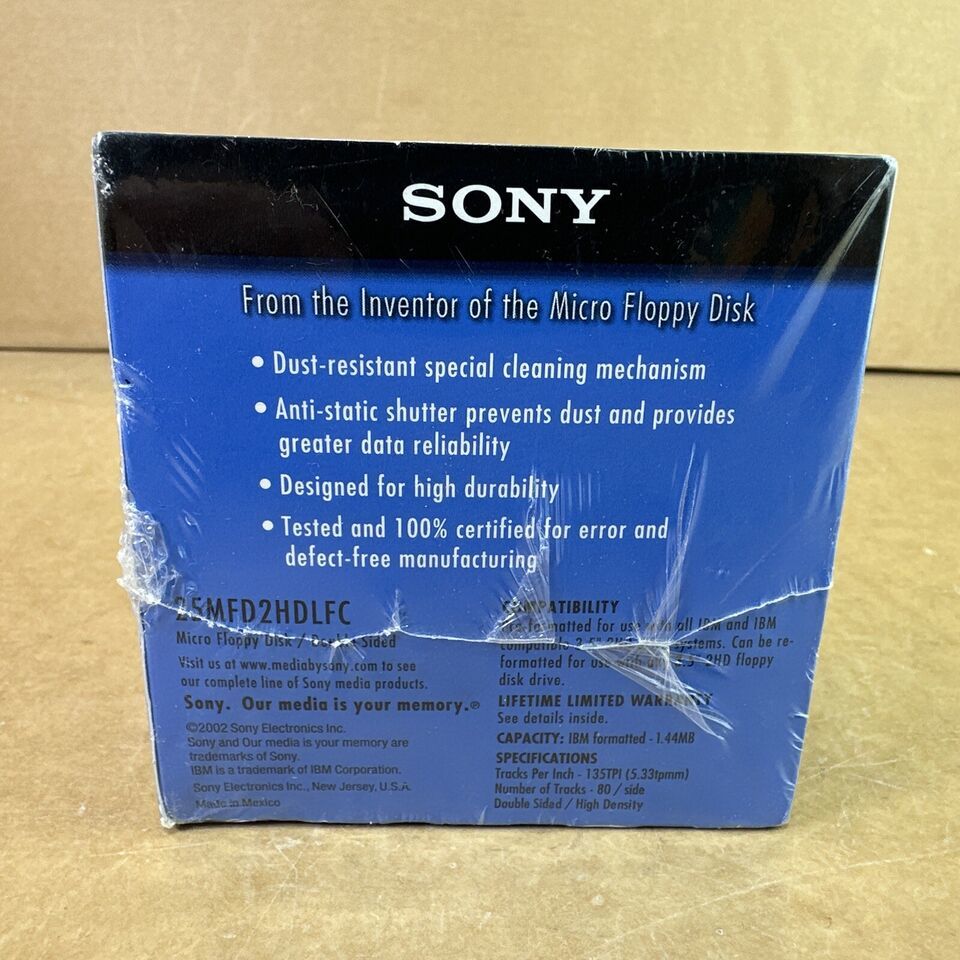 SONY
From the Inventor of the Micro Floppy Disk
• Dust-resistant special cleaning mechanism
• Anti-static shutter prevents dust and provides
greater data reliability
• Designed for high durability
• Tested and 100% certified for error and
defect-free manufacturing
25MFD2HDLFC
Micro Floppy Disk / Double Sided
Visit us at www.mediabysony.com to see
our complete line of Sony media products.
Sony. Our media is your memory.®
©2002 Sony Electronics Inc.
Sony and Our media is your memory are
trademarks of Sony.
IBM is a trademark of IBM Corporation.
Sony Electronics Inc., New Jersey, U.S.A.
Made in Mexico
COMPATIBILITY
Pre-formatted for use with all IBM and IBM
compatible 3.5" systems. Can be re-
formatted for use with any 3.5" 2HD floppy
disk drive.
LIFETIME LIMITED WARRANTY
See details inside.
CAPACITY: IBM formatted - 1.44MB
SPECIFICATIONS
Tracks Per Inch - 135TPI (5.33tpmm)
Number of Tracks - 80 / side
Double Sided / High Density